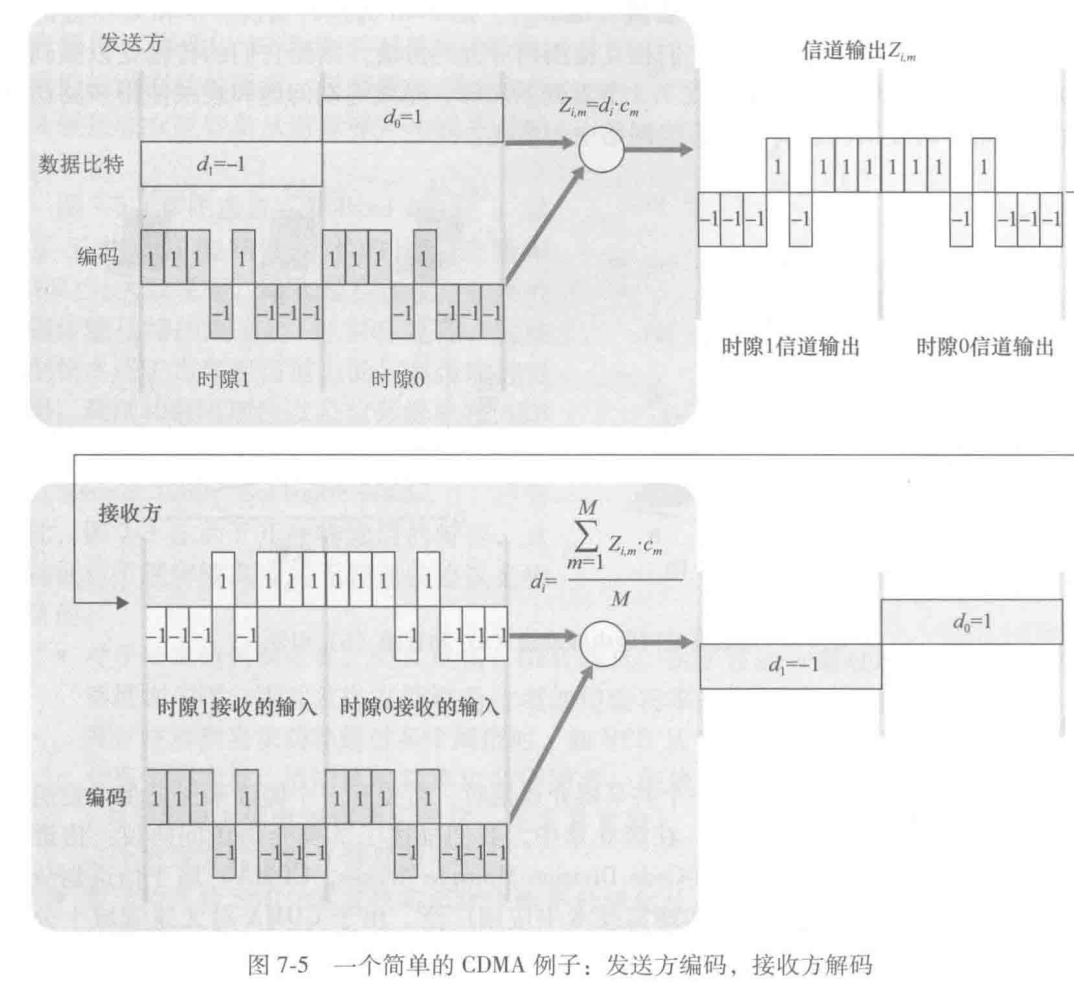 发送方
数据比特
d₁=-1
d₀=1
Z_{i,m}=d_i·c_m
编码
1 1 1 -1 1 -1 -1 -1
1 1 1 -1 1 -1 -1 -1
时隙1
时隙0
信道输出Z_{i,m}
-1 -1 -1 1 -1 1 1 1
1 1 1 -1 1 -1 -1 -1
时隙1信道输出
时隙0信道输出
接收方
-1 -1 -1 1 -1 1 1 1
1 1 1 -1 1 -1 -1 -1
时隙1接收的输入
时隙0接收的输入
编码
1 1 1 -1 1 -1 -1 -1
1 1 1 -1 1 -1 -1 -1
d_i=
M
∑ Z_{i,m}·c_m
m=1
M
d₁=-1
d₀=1
图 7-5 一个简单的 CDMA 例子：发送方编码，接收方解码